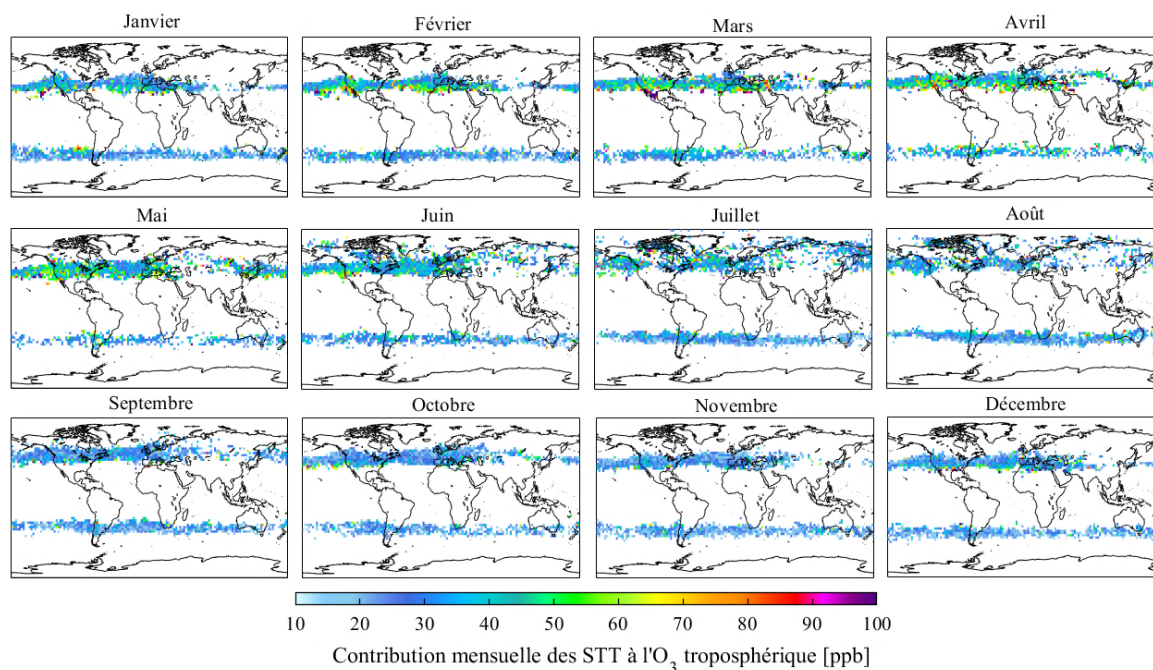 Janvier Février Mars Avril
Mai Juin Juillet Août
Septembre Octobre Novembre Décembre
10 20 30 40 50 60 70 80 90 100
Contribution mensuelle des STT à l'O₃ troposphérique [ppb]